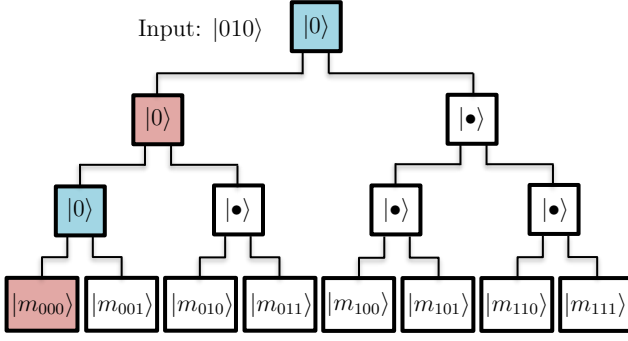 Input: |010⟩
|0⟩
|0⟩
|•⟩
|0⟩
|•⟩
|•⟩
|•⟩
|m₀₀₀⟩
|m₀₀₁⟩
|m₀₁₀⟩
|m₀₁₁⟩
|m₁₀₀⟩
|m₁₀₁⟩
|m₁₁₀⟩
|m₁₁₁⟩